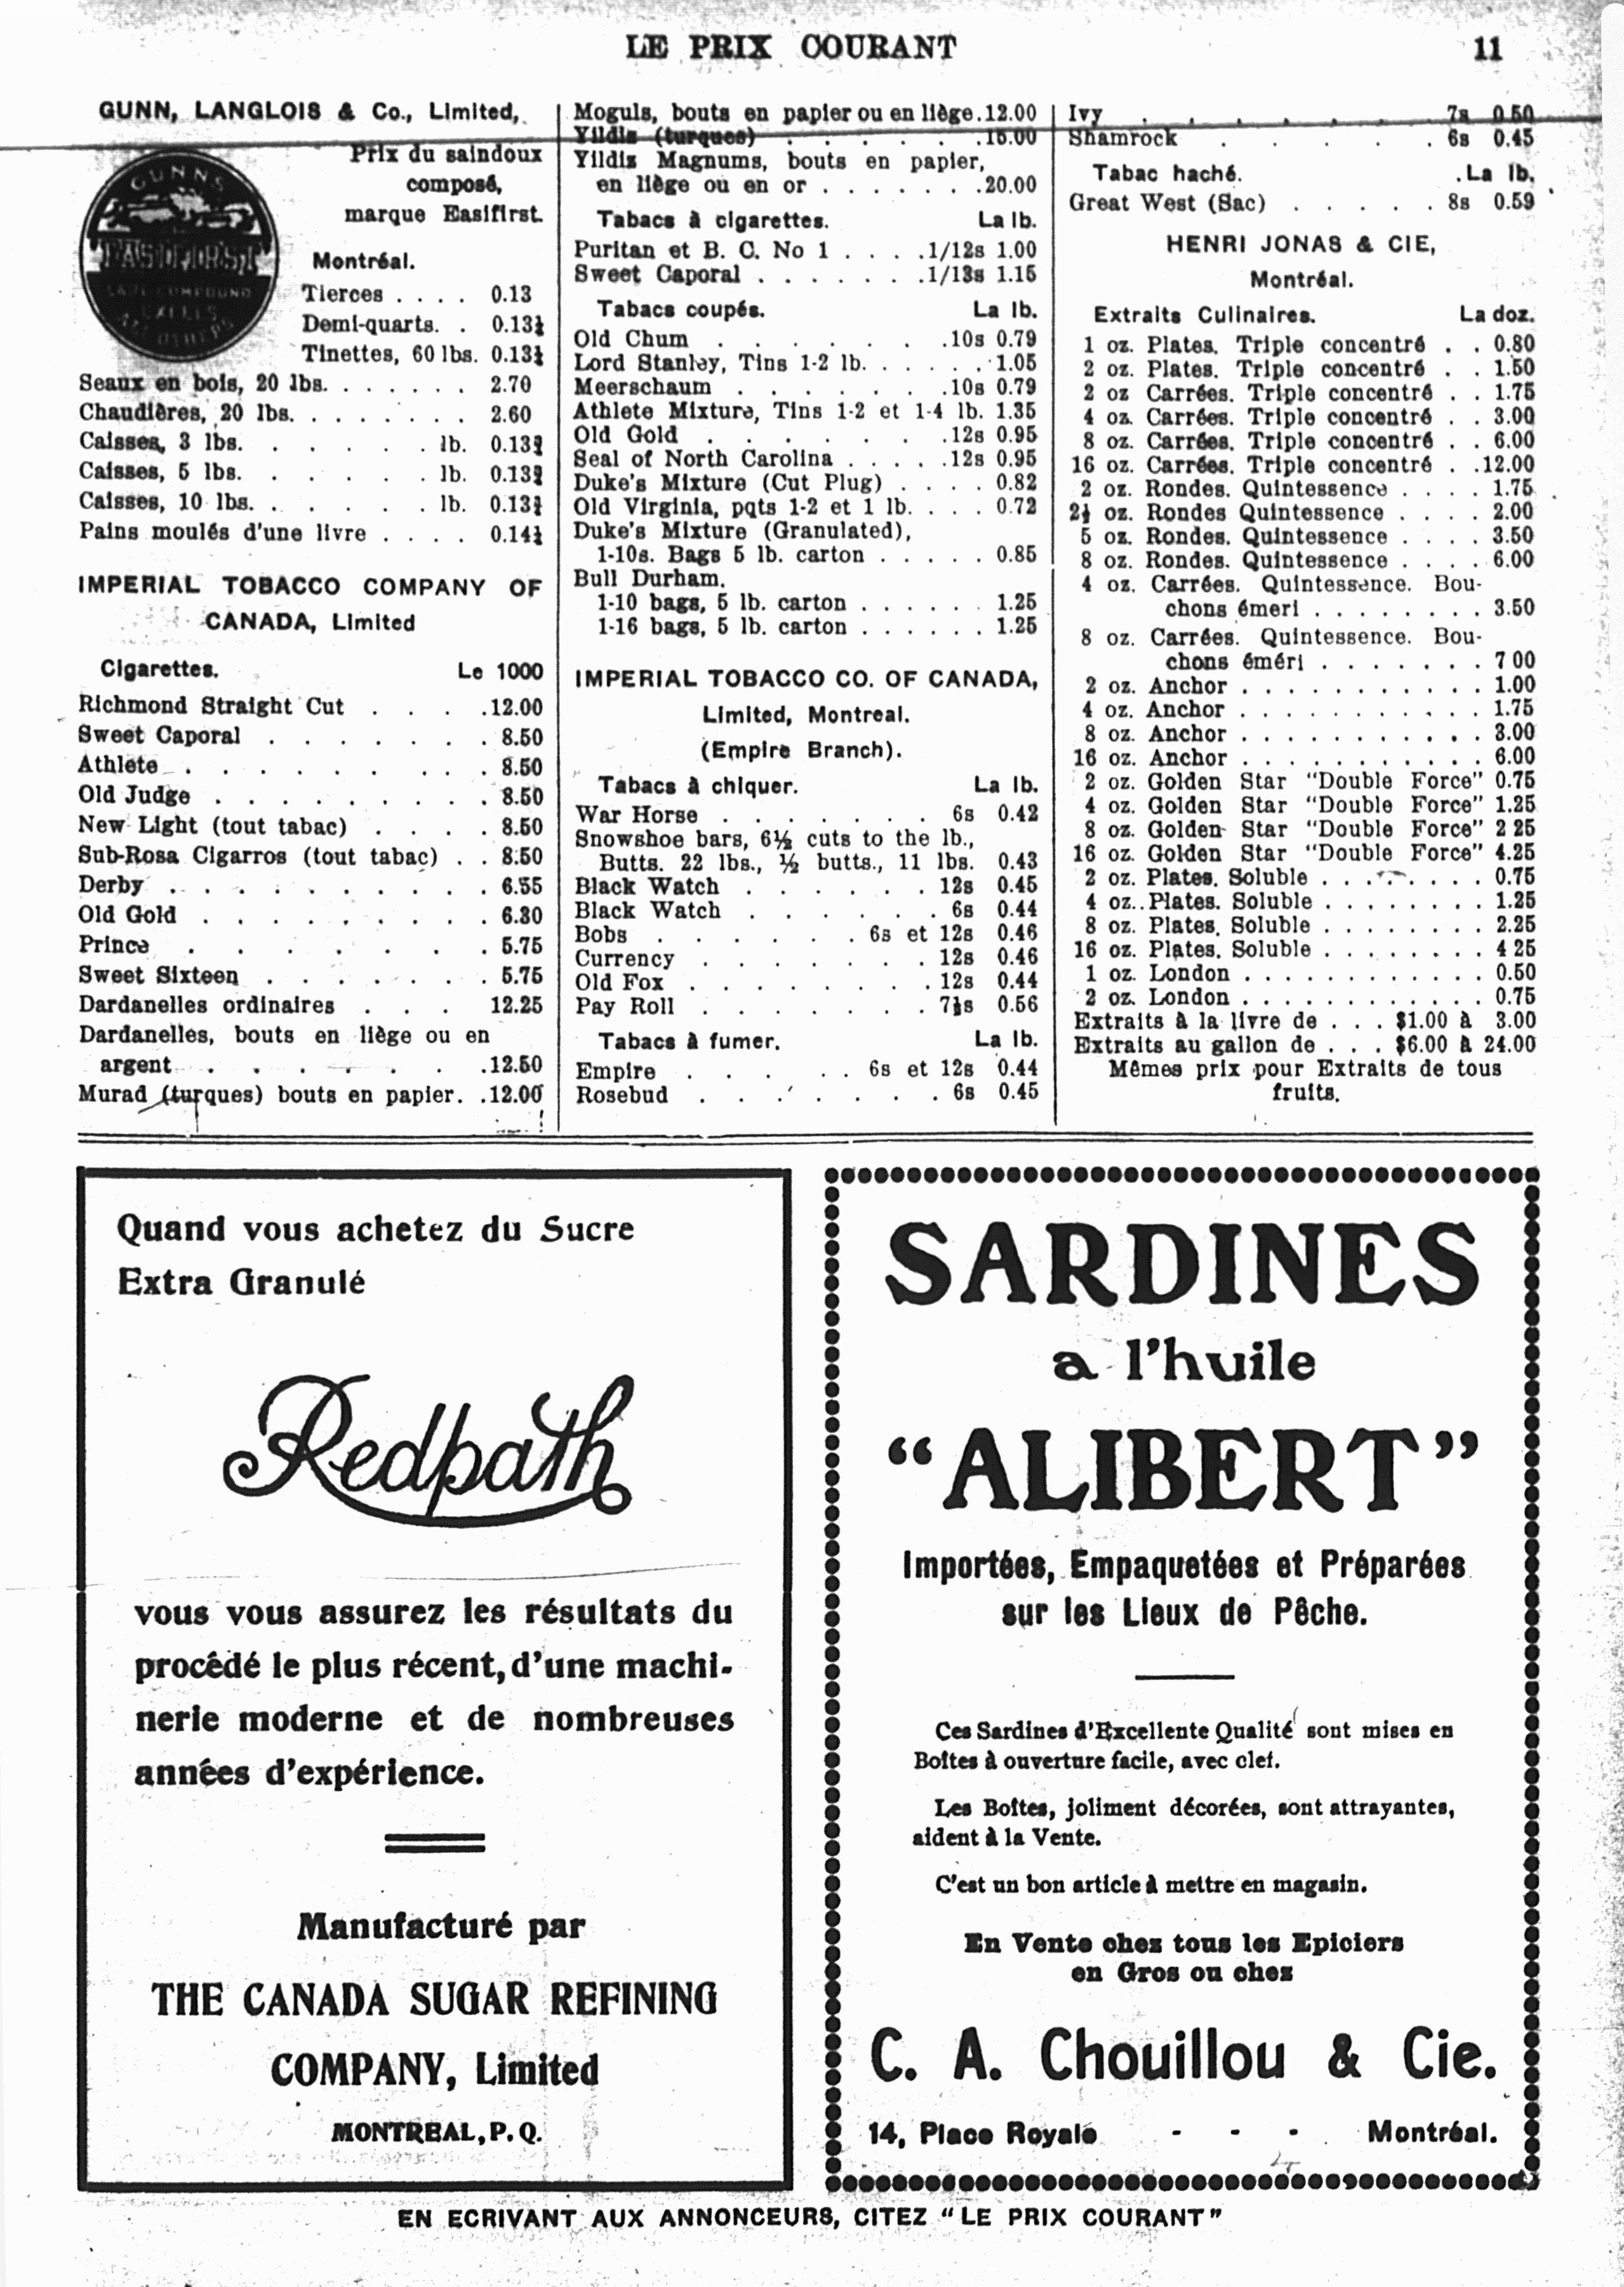 LE PRIX COURANT
11
GUNN, LANGLOIS & Co., Limited,
GUNNS
EASIFIRST
LARD COMPOUND
EXCELS
ALL OTHERS
Prix du saindoux
composé,
marque Easifirst.
Montréal.
Tierces . . . . 0.13
Demi-quarts. . 0.13¼
Tinettes, 60 lbs. 0.13½
Seaux en bois, 20 lbs. . . . . . . 2.70
Chaudières, 20 lbs. . . . . . . . 2.60
Caisses, 3 lbs. . . . . . lb. 0.13¾
Caisses, 5 lbs. . . . . . lb. 0.13¾
Caisses, 10 lbs. . . . . . lb. 0.13½
Pains moulés d'une livre . . . . 0.14½
IMPERIAL TOBACCO COMPANY OF
CANADA, Limited
Cigarettes. Le 1000
Richmond Straight Cut . . . .12.00
Sweet Caporal . . . . . . . 8.50
Athlete . . . . . . . . . 8.50
Old Judge . . . . . . . . . 8.50
New Light (tout tabac) . . . . 8.50
Sub-Rosa Cigarros (tout tabac) . . 8.50
Derby . . . . . . . . . . 6.55
Old Gold . . . . . . . . . 6.30
Prince . . . . . . . . 5.75
Sweet Sixteen . . . . . . . 5.75
Dardanelles ordinaires . . . 12.25
Dardanelles, bouts en liège ou en
argent . . . . . . . .12.50
Murad (turques) bouts en papier. .12.00
Moguls, bouts en papier ou en liège.12.00
Yildis (turques) . . . . . .15.00
Yildiz Magnums, bouts en papier,
en liège ou en or . . . . . . .20.00
Tabacs à cigarettes. La lb.
Puritan et B. C. No 1 . . . .1/12s 1.00
Sweet Caporal . . . . . . .1/13s 1.15
Tabacs coupés. La lb.
Old Chum . . . . . . .10s 0.79
Lord Stanley, Tins 1-2 lb. . . . . . 1.05
Meerschaum . . . . . . .10s 0.79
Athlete Mixture, Tins 1-2 et 1-4 lb. 1.35
Old Gold . . . . . . .12s 0.95
Seal of North Carolina . . . . .12s 0.95
Duke's Mixture (Cut Plug) . . . . 0.82
Old Virginia, pqts 1-2 et 1 lb. . . . 0.72
Duke's Mixture (Granulated),
1-10s. Bags 5 lb. carton . . . . . 0.85
Bull Durham.
1-10 bags, 5 lb. carton . . . . . . 1.25
1-16 bags, 5 lb. carton . . . . . . 1.25
IMPERIAL TOBACCO CO. OF CANADA,
Limited, Montreal.
(Empire Branch).
Tabacs à chiquer. La lb.
War Horse . . . . . . . 6s 0.42
Snowshoe bars, 6½ cuts to the lb.,
Butts. 22 lbs., ½ butts., 11 lbs. 0.43
Black Watch . . . . . . 12s 0.45
Black Watch . . . . . . 6s 0.44
Bobs . . . . . . 6s et 12s 0.46
Currency . . . . . . . 12s 0.46
Old Fox . . . . . . . .12s 0.44
Pay Roll . . . . . . . 7½s 0.56
Tabacs à fumer. La lb.
Empire . . . . . 6s et 12s 0.44
Rosebud . . . . . . . 6s 0.45
Ivy . . . . . . 7s 0.50
Shamrock . . . . . 6s 0.45
Tabac haché. .La lb.
Great West (Sac) . . . . . 8s 0.59
HENRI JONAS & CIE,
Montréal.
Extraits Culinaires. La doz.
1 oz. Plates. Triple concentré . . 0.80
2 oz. Plates. Triple concentré . . 1.50
2 oz Carrées. Triple concentré . . 1.75
4 oz. Carrées. Triple concentré . . 3.00
8 oz. Carrées. Triple concentré . . 6.00
16 oz. Carrées. Triple concentré . .12.00
2 oz. Rondes. Quintessence . . . . 1.75
2½ oz. Rondes Quintessence . . . . 2.00
5 oz. Rondes. Quintessence . . . . 3.50
8 oz. Rondes. Quintessence . . . . 6.00
4 oz. Carrées. Quintessence. Bou-
chons émeri . . . . . . . . 3.50
8 oz. Carrées. Quintessence. Bou-
chons éméri . . . . . . . 7 00
2 oz. Anchor . . . . . . . . . . . 1.00
4 oz. Anchor . . . . . . . . . . . 1.75
8 oz. Anchor . . . . . . . . . . . 3.00
16 oz. Anchor . . . . . . . . . . . 6.00
2 oz. Golden Star "Double Force" 0.75
4 oz. Golden Star "Double Force" 1.25
8 oz. Golden Star "Double Force" 2 25
16 oz. Golden Star "Double Force" 4.25
2 oz. Plates. Soluble . . . . . . . . 0.75
4 oz. Plates. Soluble . . . . . . . . 1.25
8 oz. Plates. Soluble . . . . . . . . 2.25
16 oz. Plates. Soluble . . . . . . . . 4 25
1 oz. London . . . . . . . . . . . . 0.50
2 oz. London . . . . . . . . . . . . 0.75
Extraits à la livre de . . . $1.00 à 3.00
Extraits au gallon de . . . $6.00 à 24.00
Mêmes prix pour Extraits de tous
fruits.
Quand vous achetez du Sucre
Extra Granulé
Redpath
vous vous assurez les résultats du
procédé le plus récent, d'une machi-
nerie moderne et de nombreuses
années d'expérience.
Manufacturé par
THE CANADA SUGAR REFINING
COMPANY, Limited
MONTREAL, P. Q.
SARDINES
a l'huile
"ALIBERT"
Importées, Empaquetées et Préparées
sur les Lieux de Pêche.
Ces Sardines d'Excellente Qualité sont mises en
Boîtes à ouverture facile, avec clef.
Les Boîtes, joliment décorées, sont attrayantes,
aident à la Vente.
C'est un bon article à mettre en magasin.
En Vente chez tous les Epiciers
en Gros ou chez
C. A. Chouillou & Cie.
14, Place Royale - - - Montréal.
EN ECRIVANT AUX ANNONCEURS, CITEZ "LE PRIX COURANT"